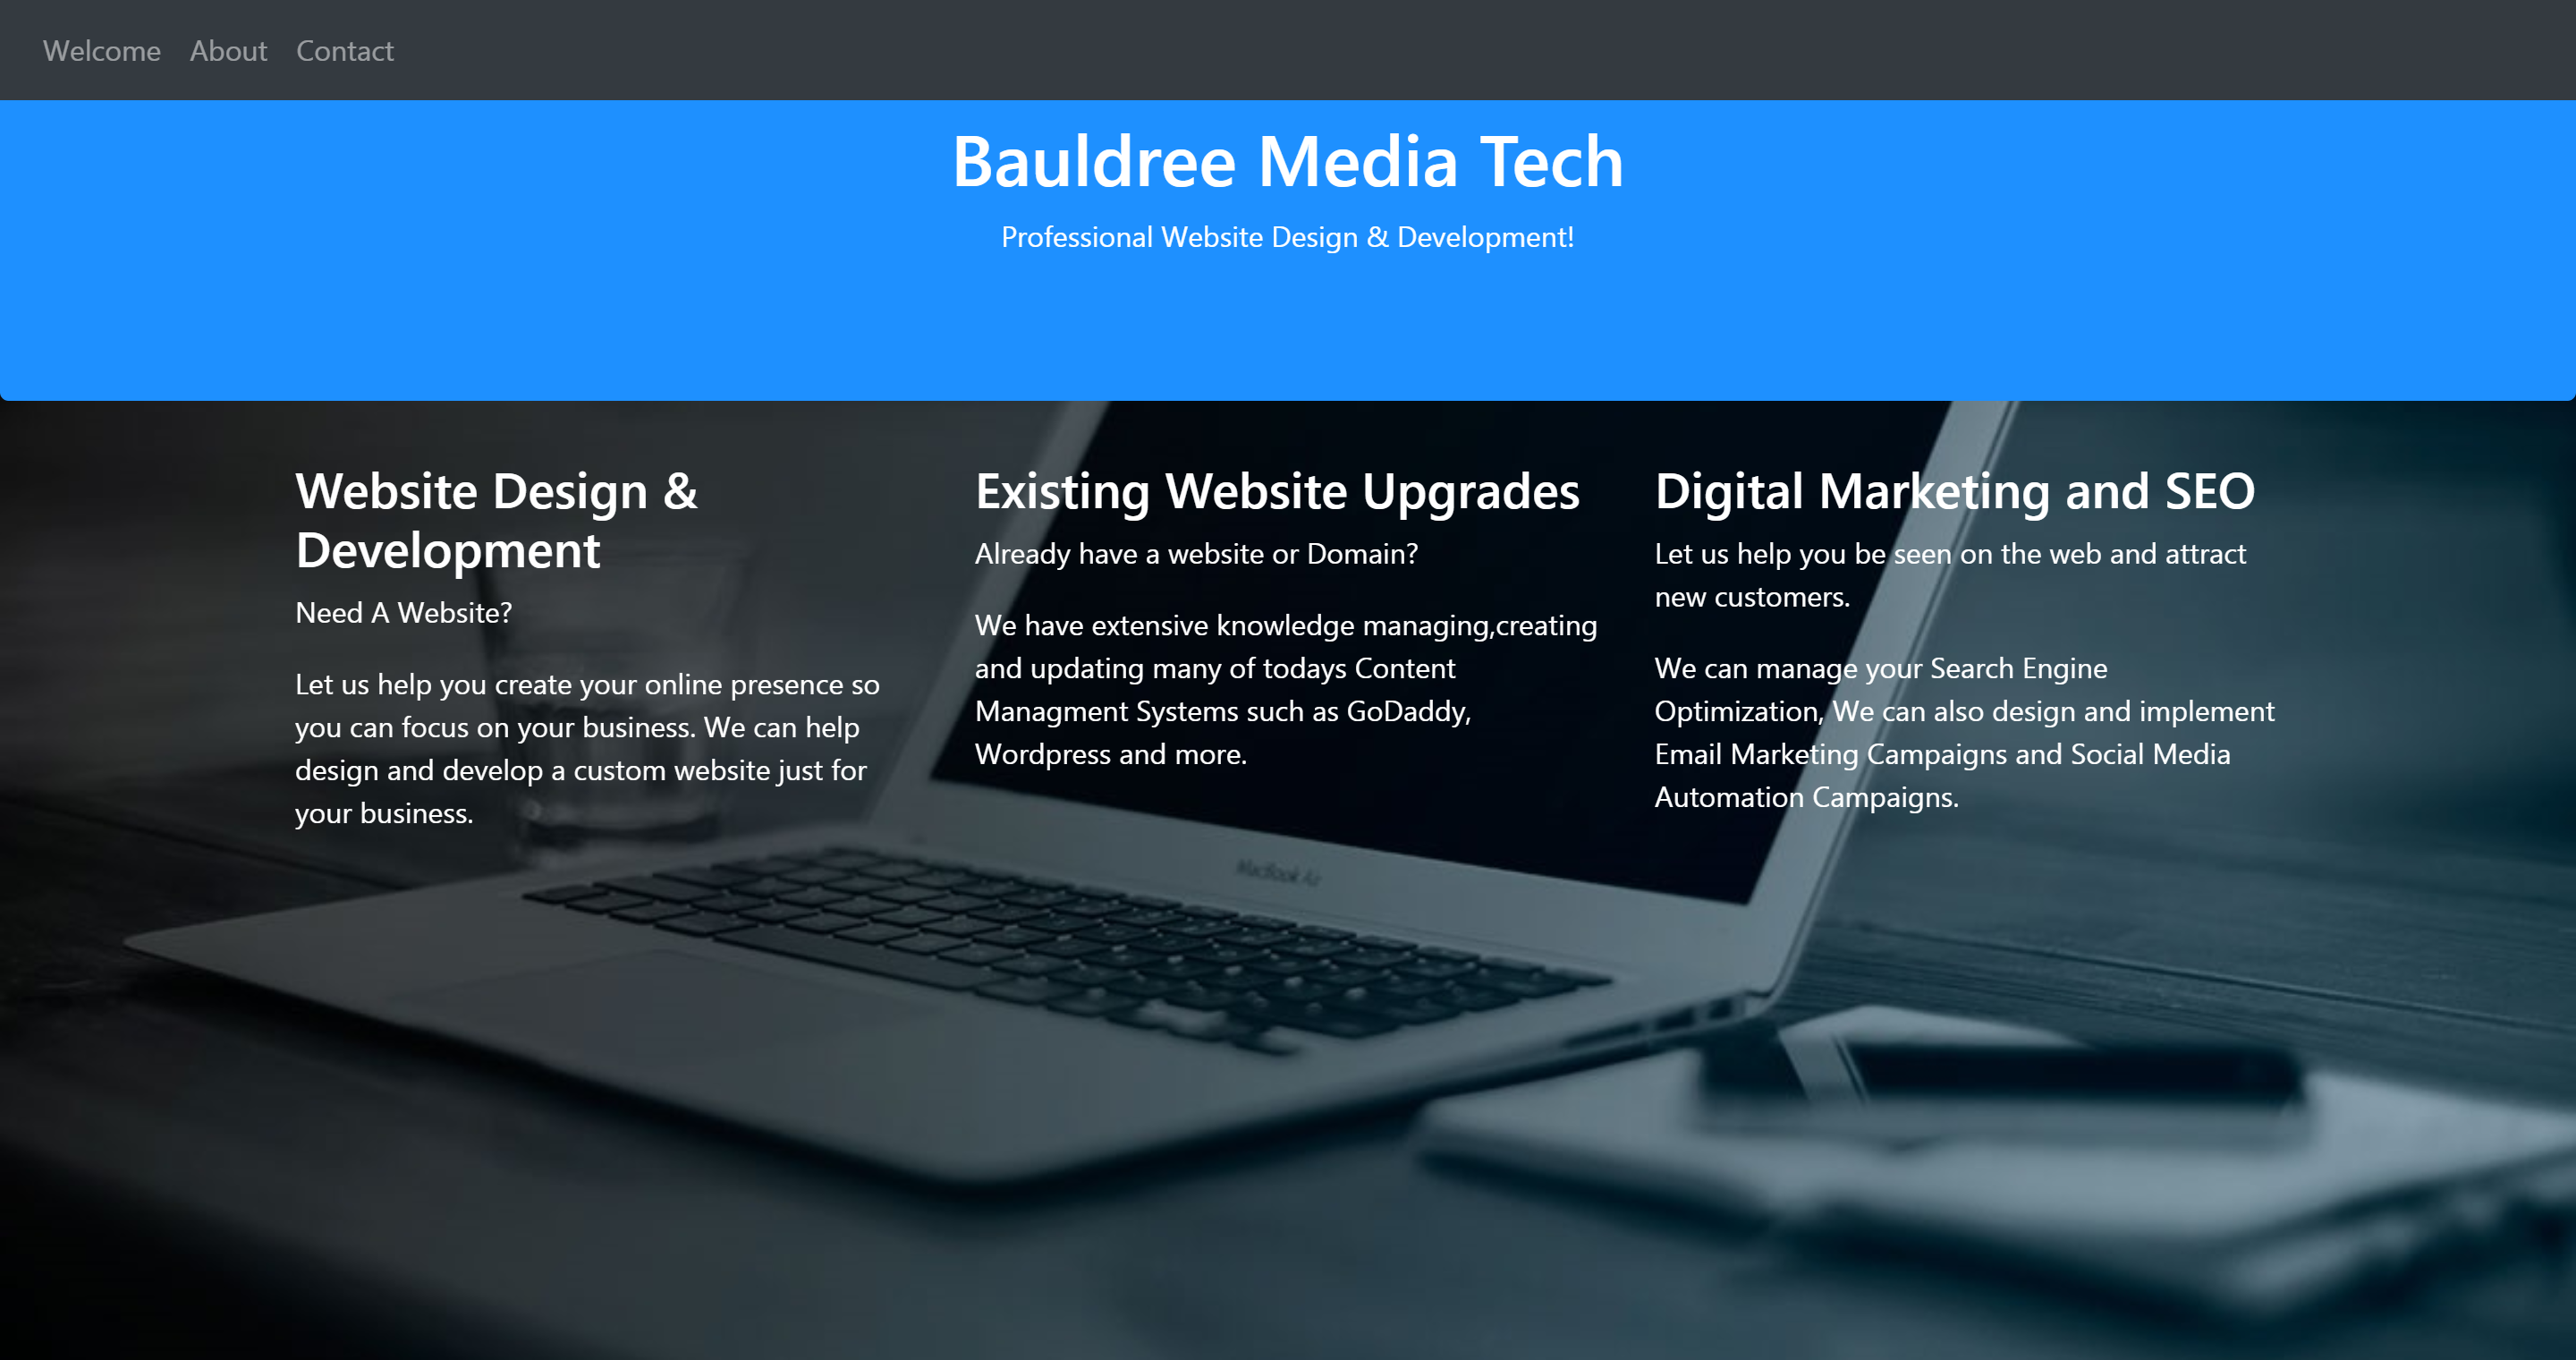 Welcome About Contact
Bauldree Media Tech
Professional Website Design & Development!
Website Design &
Development
Need A Website?
Let us help you create your online presence so
you can focus on your business. We can help
design and develop a custom website just for
your business.
Existing Website Upgrades
Already have a website or Domain?
We have extensive knowledge managing,creating
and updating many of todays Content
Managment Systems such as GoDaddy,
Wordpress and more.
Digital Marketing and SEO
Let us help you be seen on the web and attract
new customers.
We can manage your Search Engine
Optimization, We can also design and implement
Email Marketing Campaigns and Social Media
Automation Campaigns.
MacBook Air